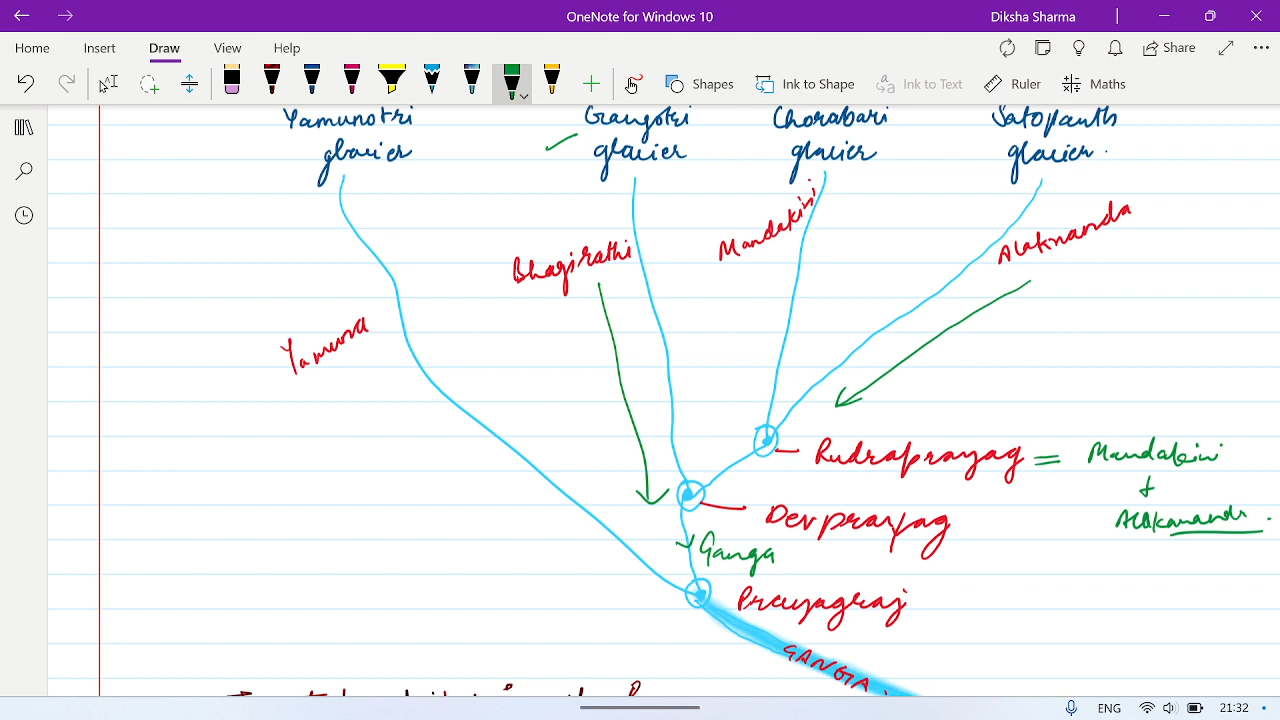 OneNote for Windows 10
Diksha Sharma
Home Insert Draw View Help
Share
Shapes
Ink to Shape
Ink to Text
Ruler
Maths
Yamunotri glacier
Gangotri glacier
Chorabari glacier
Satopanth glacier.
Mandakini
Alaknanda
Bhagirathi
Yamuna
Rudraprayag = Mandakini
+
Alakananda.
Devprayag
Ganga
Prayagraj
GANGA
ENG
21:32